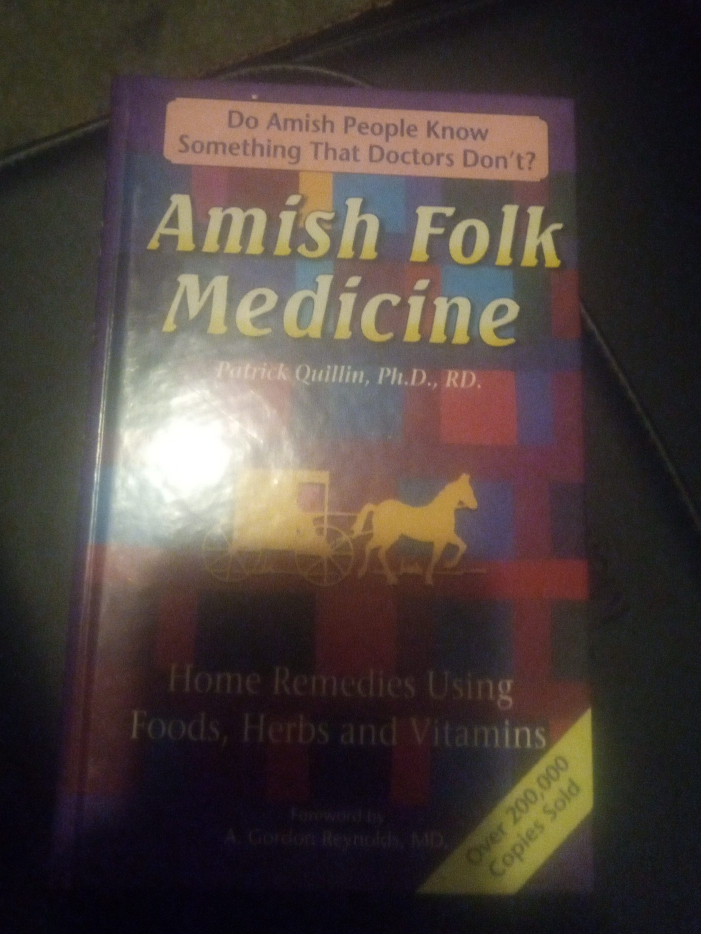 Do Amish People Know
Something That Doctors Don't?
Amish Folk
Medicine
Patrick Quillin, Ph.D., RD.
Home Remedies Using
Foods, Herbs and Vitamins
Foreword by
A. Gordon Reynolds, MD.
Over 200,000
Copies Sold